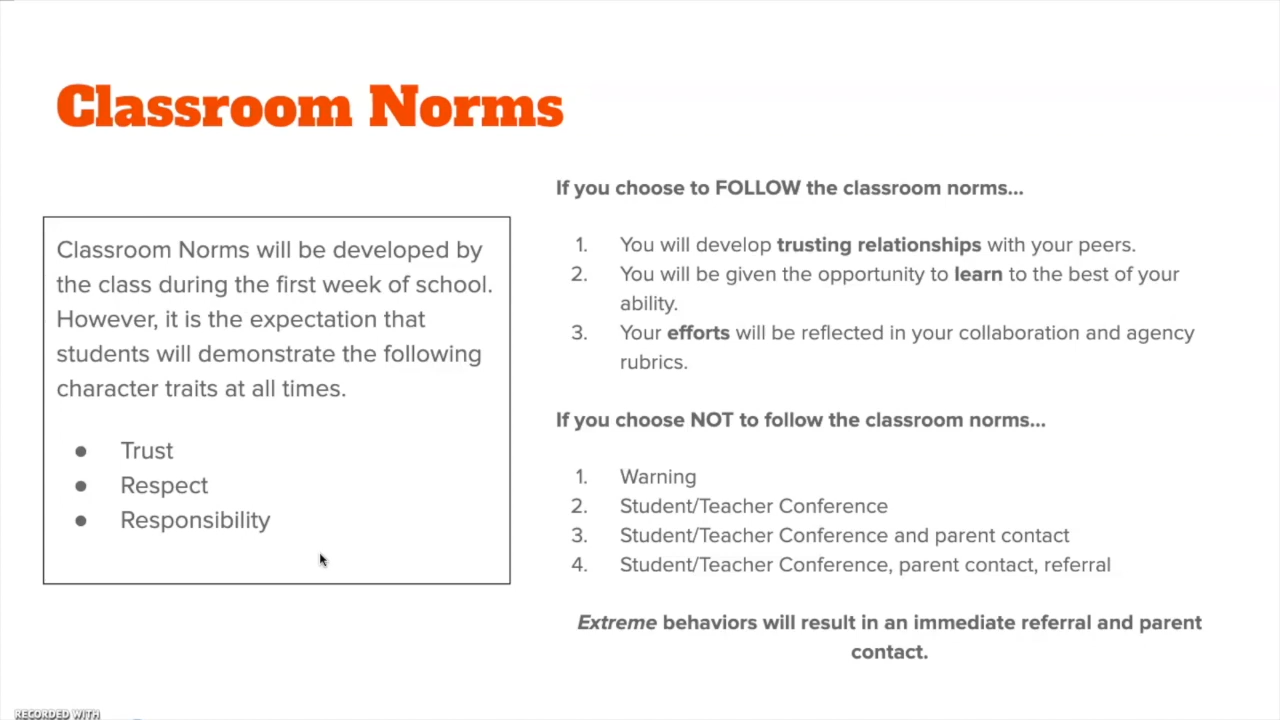 Classroom Norms
Classroom Norms will be developed by
the class during the first week of school.
However, it is the expectation that
students will demonstrate the following
character traits at all times.
● Trust
● Respect
● Responsibility
If you choose to FOLLOW the classroom norms...
1. You will develop trusting relationships with your peers.
2. You will be given the opportunity to learn to the best of your
ability.
3. Your efforts will be reflected in your collaboration and agency
rubrics.
If you choose NOT to follow the classroom norms...
1. Warning
2. Student/Teacher Conference
3. Student/Teacher Conference and parent contact
4. Student/Teacher Conference, parent contact, referral
Extreme behaviors will result in an immediate referral and parent
contact.
RECORDED WITH